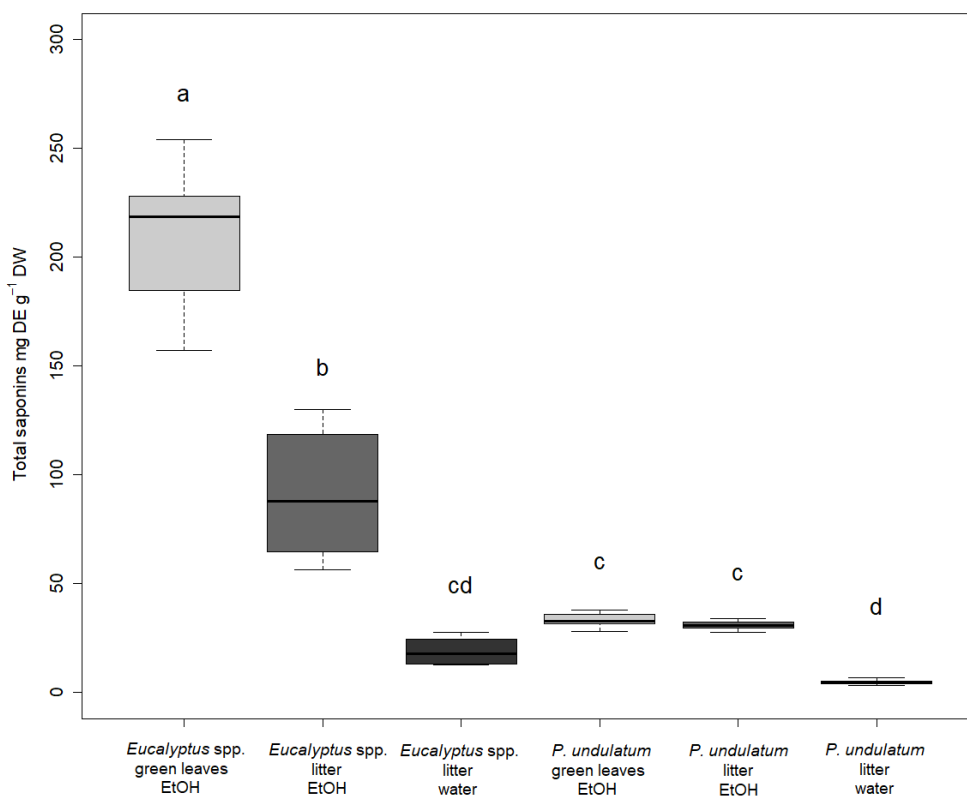 Total saponins mg DE g⁻¹ DW
300
250
200
150
100
50
0
a
b
cd
c
c
d
Eucalyptus spp.
green leaves
EtOH
Eucalyptus spp.
litter
EtOH
Eucalyptus spp.
litter
water
P. undulatum
green leaves
EtOH
P. undulatum
litter
EtOH
P. undulatum
litter
water